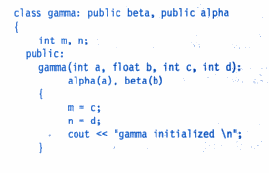 class gamma: public beta, public alpha
{
int m, n;
public:
gamma(int a, float b, int c, int d):
alpha(a), beta(b)
{
m = c;
n = d;
cout << "gamma initialized \n";
}